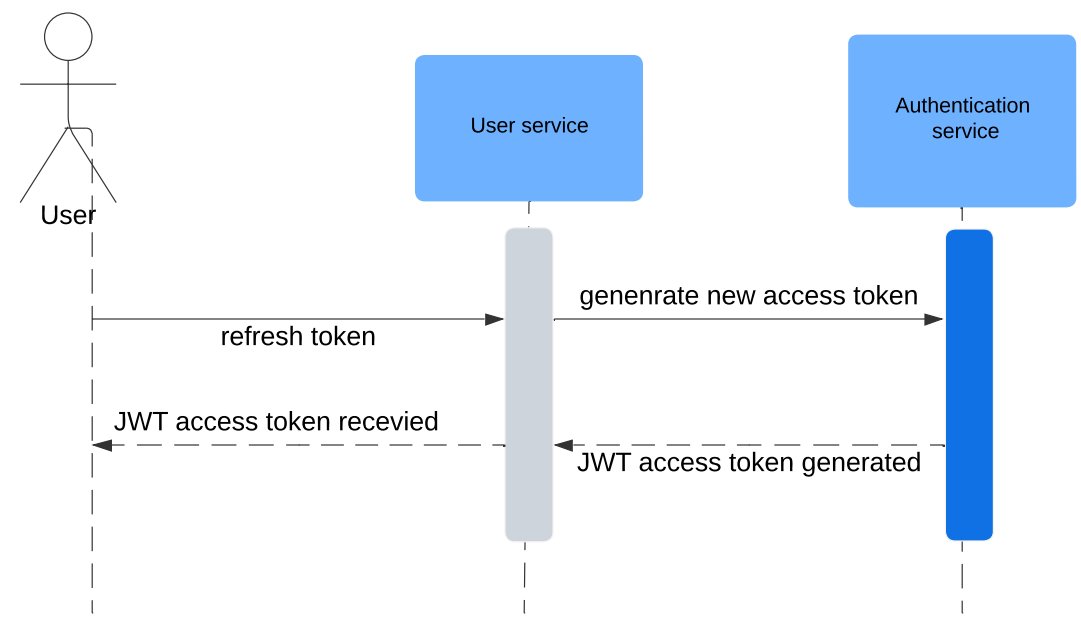 User service
Authentication
service
User
genenrate new access token
refresh token
JWT access token recevied
JWT access token generated